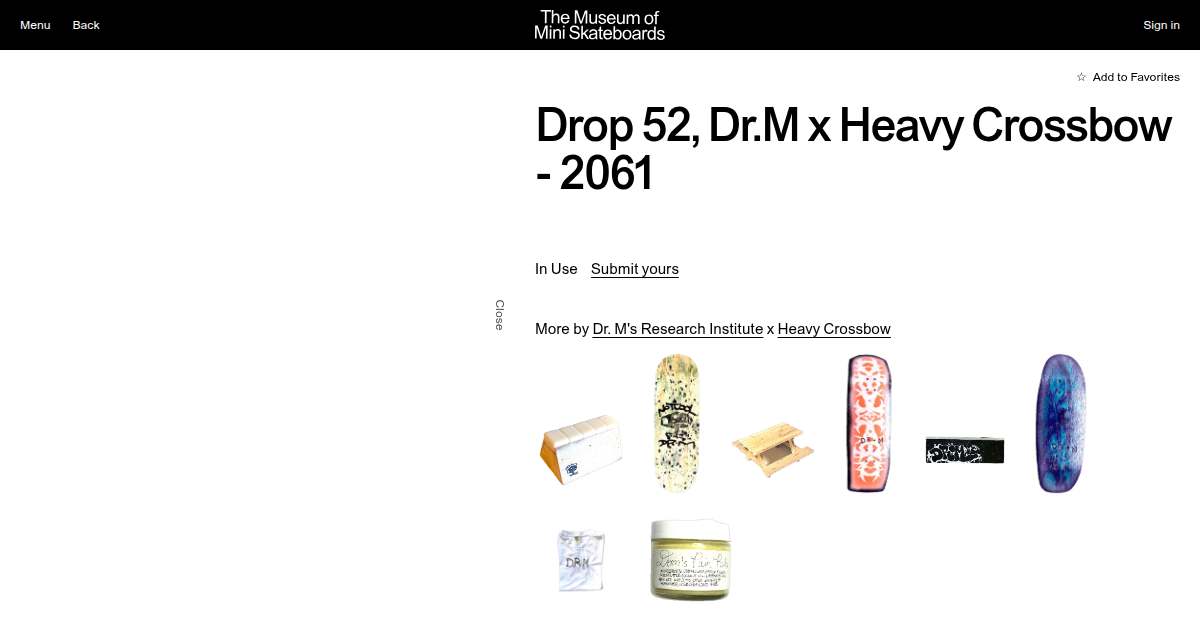 Menu
Back
The Museum of
Mini Skateboards
Sign in
☆ Add to Favorites
Drop 52, Dr.M x Heavy Crossbow
- 2061
In Use
Submit yours
Close
More by Dr. M's Research Institute x Heavy Crossbow
DR·M
DRM